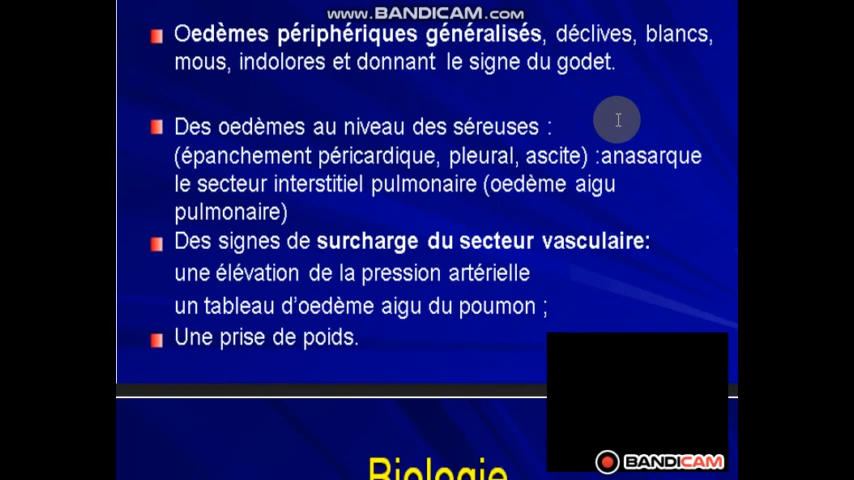 www.BANDICAM.com
Oedèmes périphériques généralisés, déclives, blancs,
mous, indolores et donnant le signe du godet.
Des oedèmes au niveau des séreuses :
(épanchement péricardique, pleural, ascite) :anasarque
le secteur interstitiel pulmonaire (oedème aigu
pulmonaire)
Des signes de surcharge du secteur vasculaire:
une élévation de la pression artérielle
un tableau d'oedème aigu du poumon ;
Une prise de poids.
Biologie
BANDICAM